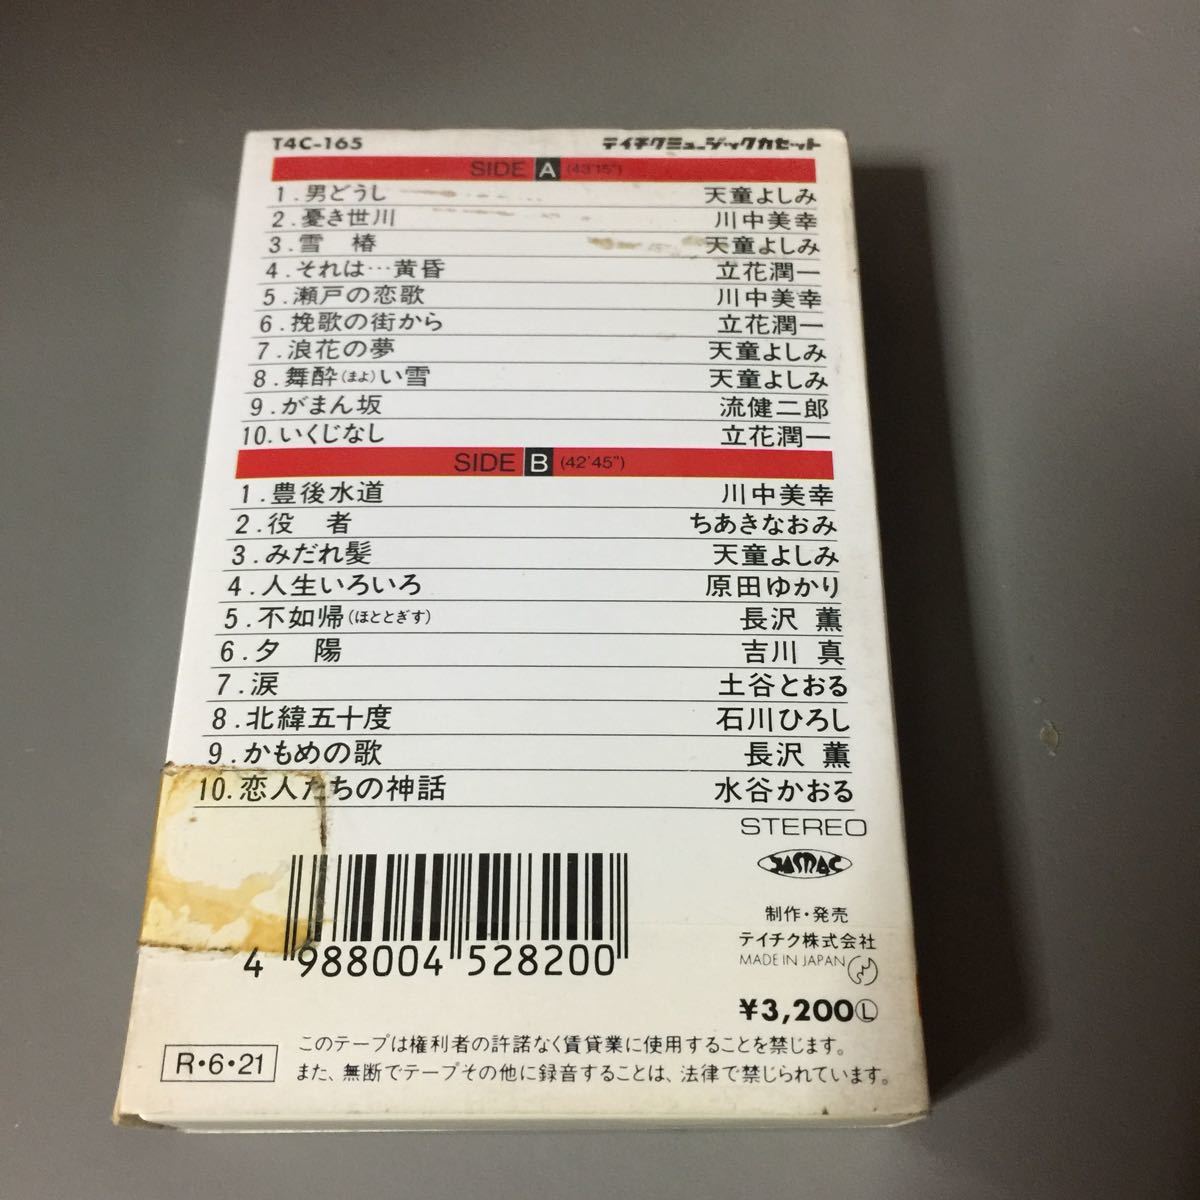 T4C-165 テイチクミュージックカセット
SIDE A (43'15")
1.男どうし 天童よしみ
2.憂き世川 川中美幸
3.雪 椿 天童よしみ
4.それは…黄昏 立花潤一
5.瀬戸の恋歌 川中美幸
6.挽歌の街から 立花潤一
7.浪花の夢 天童よしみ
8.舞酔(まよ)い雪 天童よしみ
9.がまん坂 流健二郎
10.いくじなし 立花潤一
SIDE B (42'45")
1.豊後水道 川中美幸
2.役 者 ちあきなおみ
3.みだれ髪 天童よしみ
4.人生いろいろ 原田ゆかり
5.不如帰(ほととぎす) 長沢 薫
6.夕 陽 吉川 真
7.涙 土谷とおる
8.北緯五十度 石川ひろし
9.かもめの歌 長沢 薫
10.恋人たちの神話 水谷かおる
STEREO
JASRAC
制作・発売
テイチク株式会社
MADE IN JAPAN
4 988004 528200
¥3,200Ⓛ
R・6・21
このテープは権利者の許諾なく賃貸業に使用することを禁じます。
また、無断でテープその他に録音することは、法律で禁じられています。